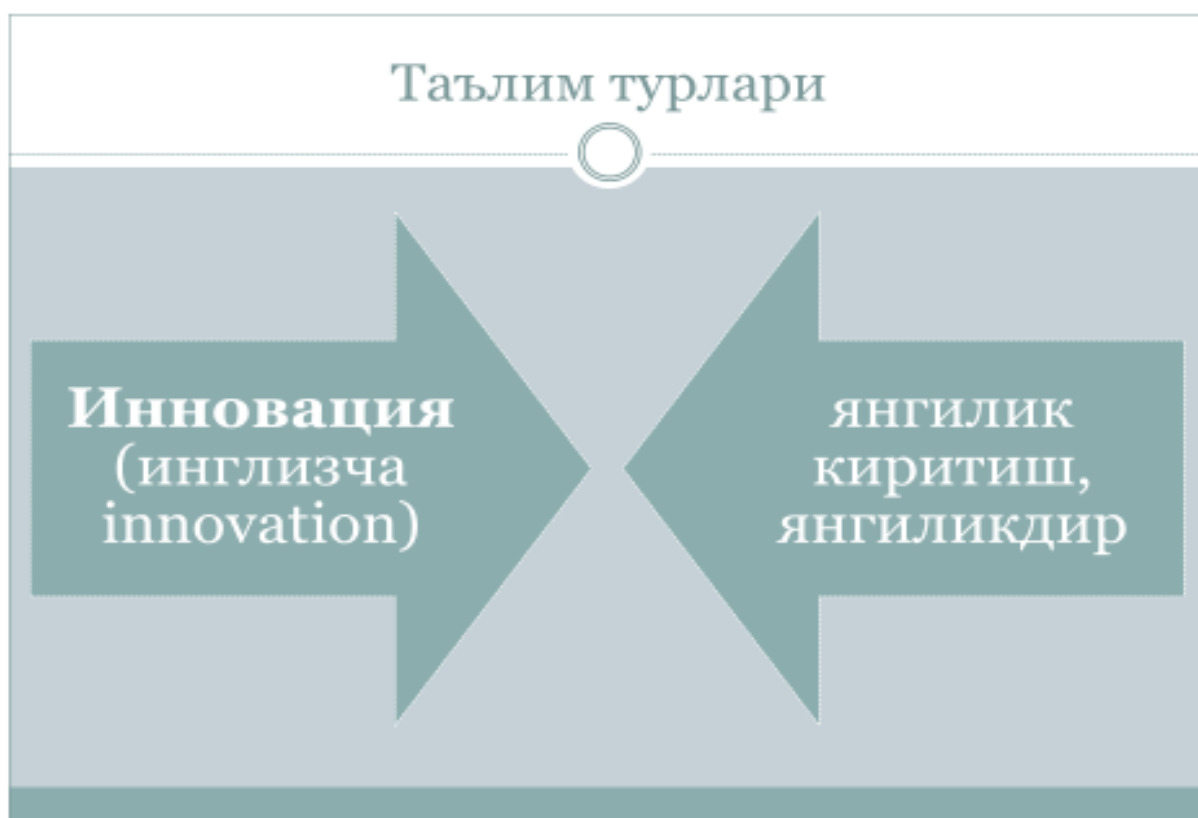 Таълим турлари
Инновация
(инглизча
innovation)
янгилик
киритиш,
янгиликдир